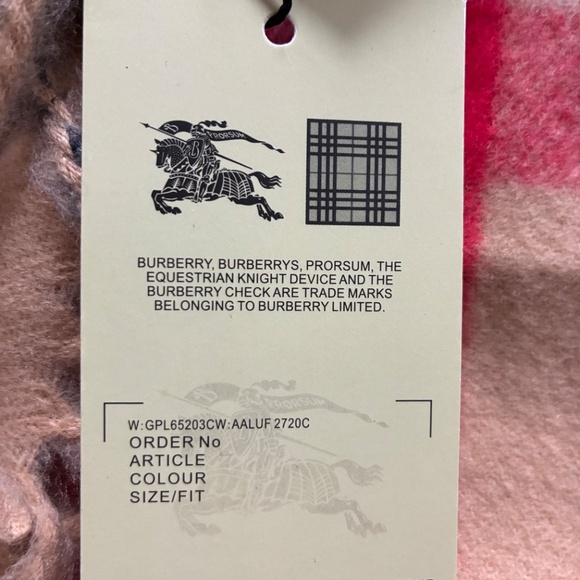 PRORSUM
BURBERRY, BURBERRYS, PRORSUM, THE
EQUESTRIAN KNIGHT DEVICE AND THE
BURBERRY CHECK ARE TRADE MARKS
BELONGING TO BURBERRY LIMITED.
PRORSUM
W:GPL65203CW:AALUF 2720C
ORDER No
ARTICLE
COLOUR
SIZE/FIT